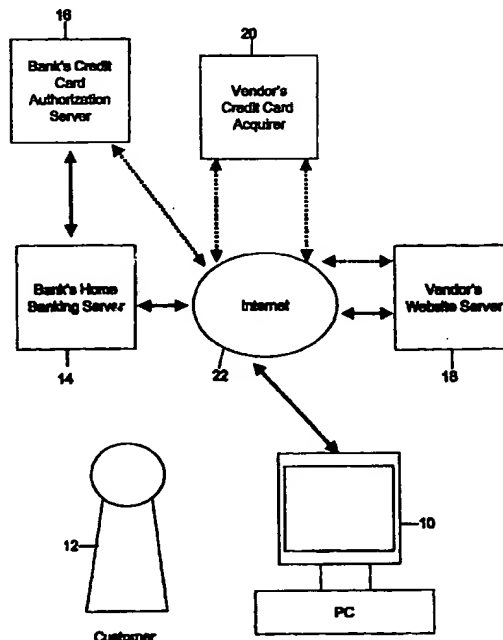 16
Bank's Credit
Card
Authorization
Server
20
Vendor's
Credit Card
Acquirer
Bank's Home
Banking Server
14
Internet
22
Vendor's
Website Server
18
12
Customer
10
PC